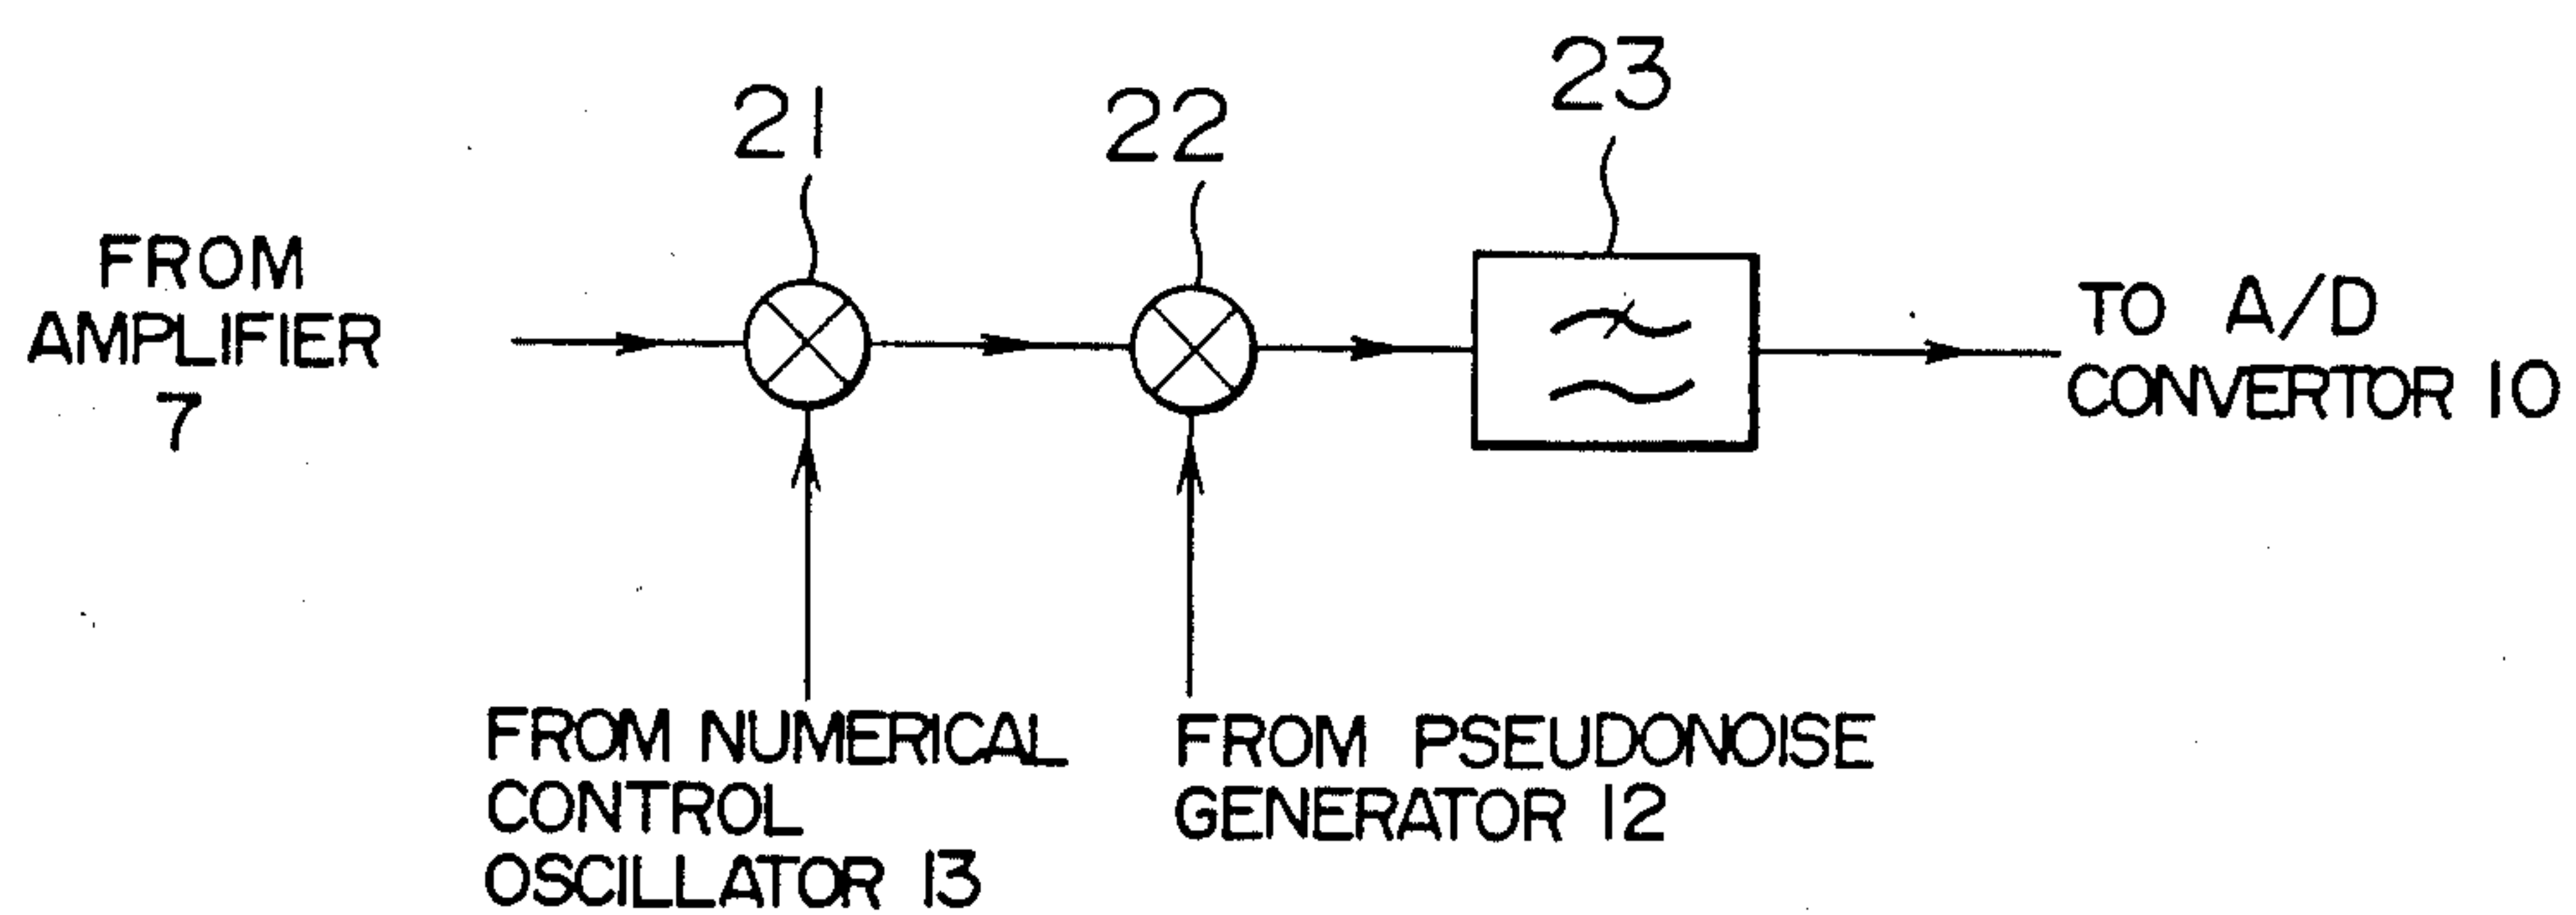 21
22
23
FROM
AMPLIFIER
7
TO A/D
CONVERTOR 10
FROM NUMERICAL
CONTROL
OSCILLATOR 13
FROM PSEUDONOISE
GENERATOR 12